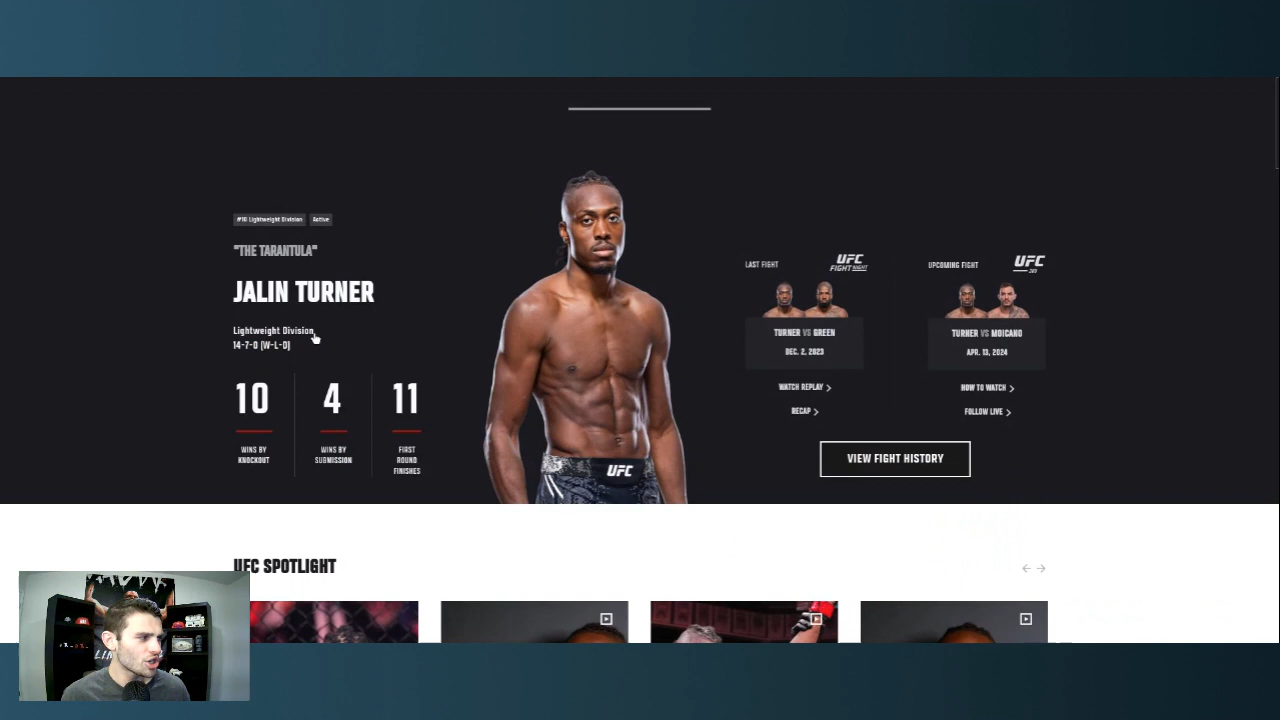 #10 Lightweight Division Active
"THE TARANTULA"
JALIN TURNER
Lightweight Division
14-7-0 (W-L-D)
10 4 11
WINS BY KNOCKOUT
WINS BY SUBMISSION
FIRST ROUND FINISHES
UFC
LAST FIGHT
UFC
FIGHT NIGHT
TURNER VS GREEN
DEC. 2, 2023
WATCH REPLAY
RECAP
UPCOMING FIGHT
UFC
TURNER VS MOICANO
APR. 13, 2024
HOW TO WATCH
FOLLOW LIVE
VIEW FIGHT HISTORY
UFC SPOTLIGHT